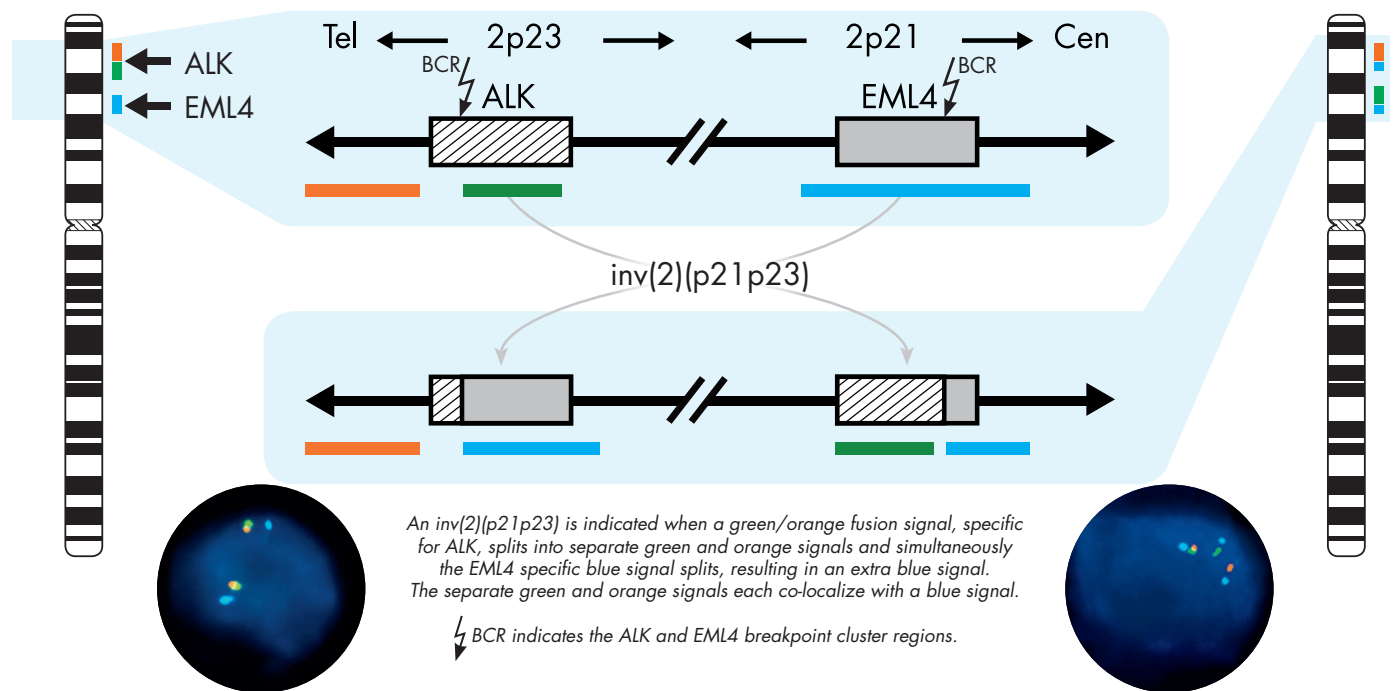 Tel 2p23 2p21 Cen
BCR BCR
ALK EML4
ALK
EML4
inv(2)(p21p23)
An inv(2)(p21p23) is indicated when a green/orange fusion signal, specific
for ALK, splits into separate green and orange signals and simultaneously
the EML4 specific blue signal splits, resulting in an extra blue signal.
The separate green and orange signals each co-localize with a blue signal.
BCR indicates the ALK and EML4 breakpoint cluster regions.